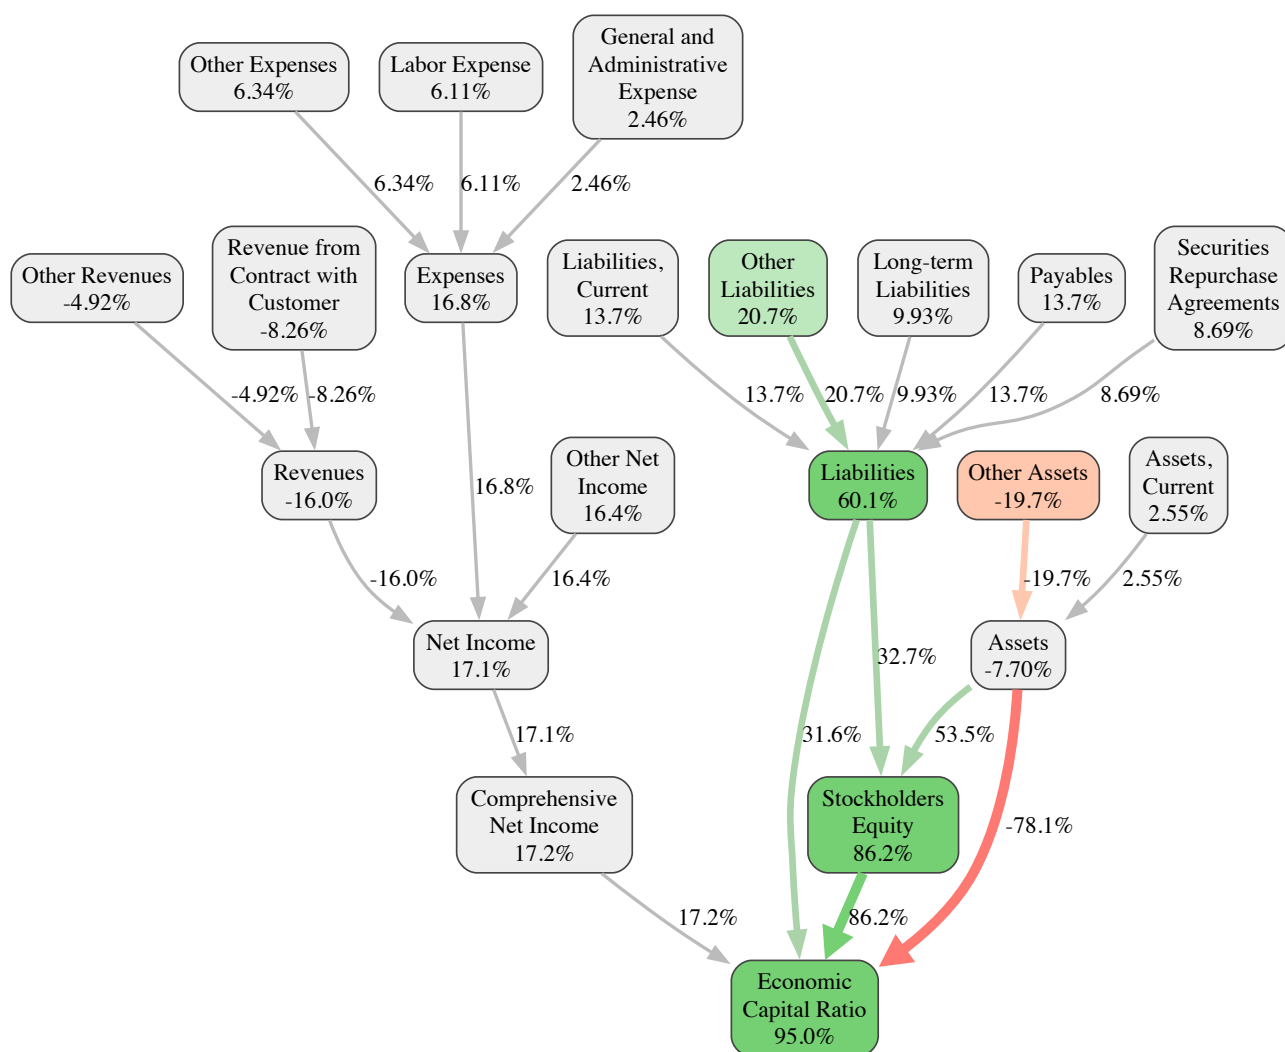 Other Expenses
6.34%
Labor Expense
6.11%
General and
Administrative
Expense
2.46%
6.34%
6.11%
2.46%
Other Revenues
-4.92%
Revenue from
Contract with
Customer
-8.26%
Expenses
16.8%
Liabilities,
Current
13.7%
Other
Liabilities
20.7%
Long-term
Liabilities
9.93%
Payables
13.7%
Securities
Repurchase
Agreements
8.69%
-4.92%
-8.26%
13.7%
20.7%
9.93%
13.7%
8.69%
Revenues
-16.0%
16.8%
Other Net
Income
16.4%
Liabilities
60.1%
Other Assets
-19.7%
Assets,
Current
2.55%
-16.0%
16.4%
-19.7%
2.55%
Net Income
17.1%
32.7%
Assets
-7.70%
17.1%
31.6%
53.5%
Comprehensive
Net Income
17.2%
Stockholders
Equity
86.2%
-78.1%
17.2%
86.2%
Economic
Capital Ratio
95.0%